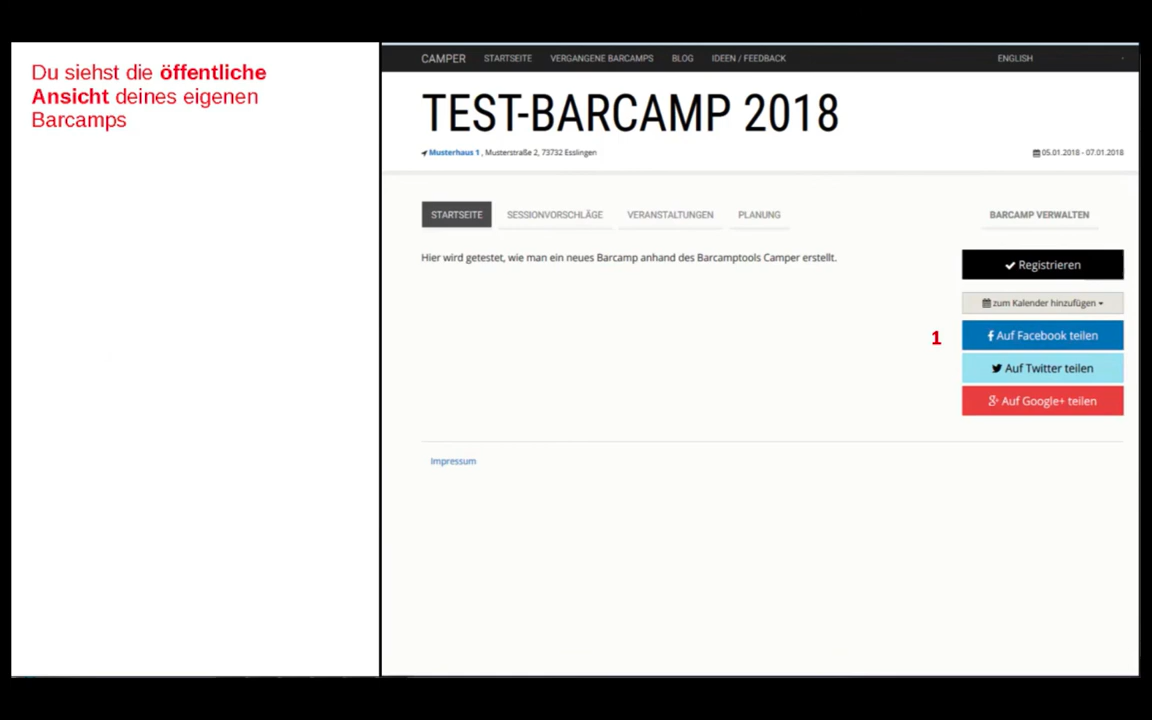 Du siehst die öffentliche
Ansicht deines eigenen
Barcamps
CAMPER STARTSEITE VERGANGENE BARCAMPS BLOG IDEEN / FEEDBACK ENGLISH
TEST-BARCAMP 2018
Musterhaus 1 , Musterstraße 2, 73732 Esslingen
05.01.2018 - 07.01.2018
STARTSEITE SESSIONVORSCHLÄGE VERANSTALTUNGEN PLANUNG
BARCAMP VERWALTEN
Hier wird getestet, wie man ein neues Barcamp anhand des Barcamptools Camper erstellt.
Registrieren
zum Kalender hinzufügen
1
Auf Facebook teilen
Auf Twitter teilen
Auf Google+ teilen
Impressum